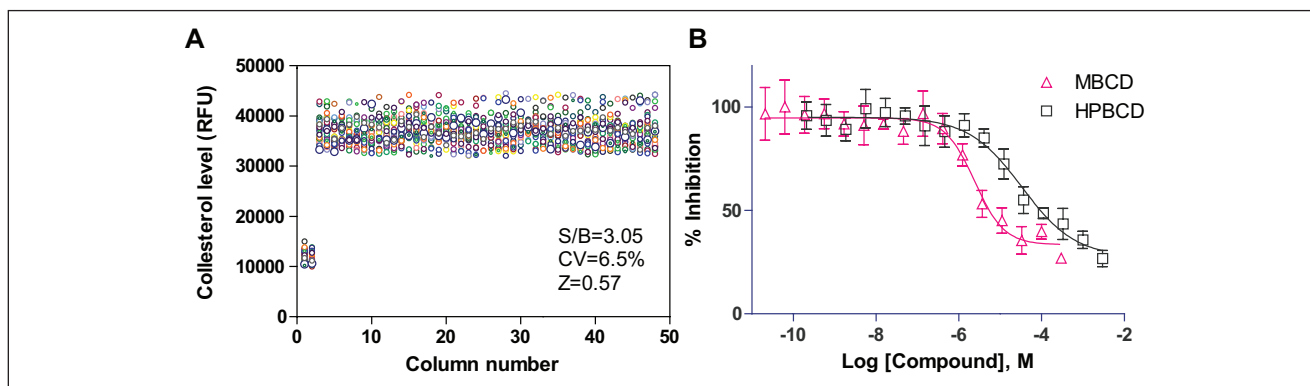 A
50000
40000
30000
20000
10000
0
Collesterol level (RFU)
0 10 20 30 40 50
Column number
S/B=3.05
CV=6.5%
Z=0.57
B
100
50
0
% Inhibition
-10 -8 -6 -4 -2
Log [Compound], M
MBCD
HPBCD